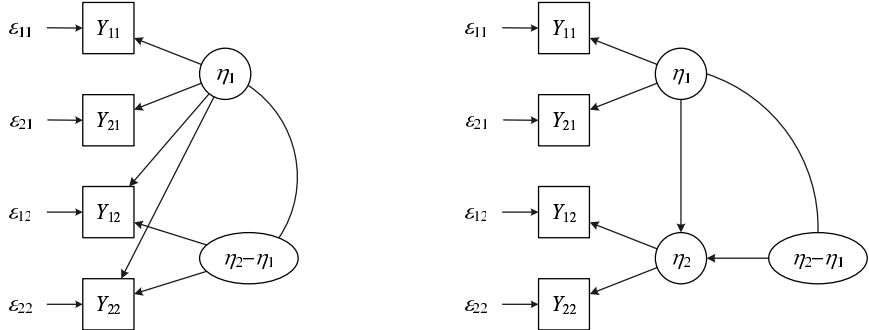 ε₁₁ Y₁₁
η₁
ε₂₁ Y₂₁
ε₁₂ Y₁₂
η₂−η₁
ε₂₂ Y₂₂
ε₁₁ Y₁₁
η₁
ε₂₁ Y₂₁
ε₁₂ Y₁₂
η₂ η₂−η₁
ε₂₂ Y₂₂